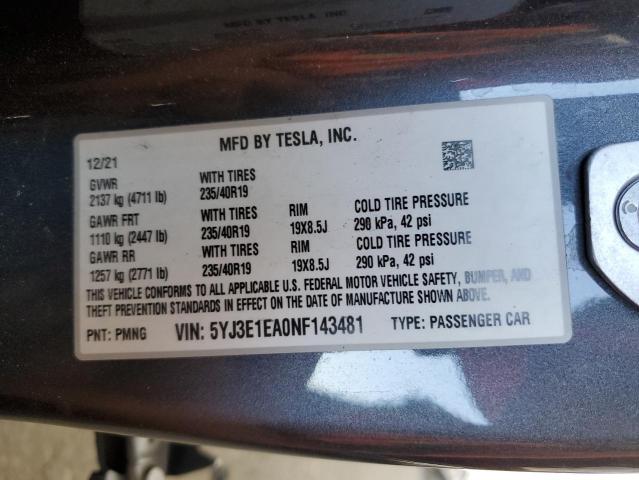 MFD BY TESLA, INC.
12/21
GVWR WITH TIRES
2137 kg (4711 lb) 235/40R19
GAWR FRT WITH TIRES RIM COLD TIRE PRESSURE
1110 kg (2447 lb) 235/40R19 19X8.5J 290 kPa, 42 psi
GAWR RR WITH TIRES RIM COLD TIRE PRESSURE
1257 kg (2771 lb) 235/40R19 19X8.5J 290 kPa, 42 psi
THIS VEHICLE CONFORMS TO ALL APPLICABLE U.S. FEDERAL MOTOR VEHICLE SAFETY, BUMPER, AND
THEFT PREVENTION STANDARDS IN EFFECT ON THE DATE OF MANUFACTURE SHOWN ABOVE.
PNT: PMNG VIN: 5YJ3E1EA0NF143481 TYPE: PASSENGER CAR